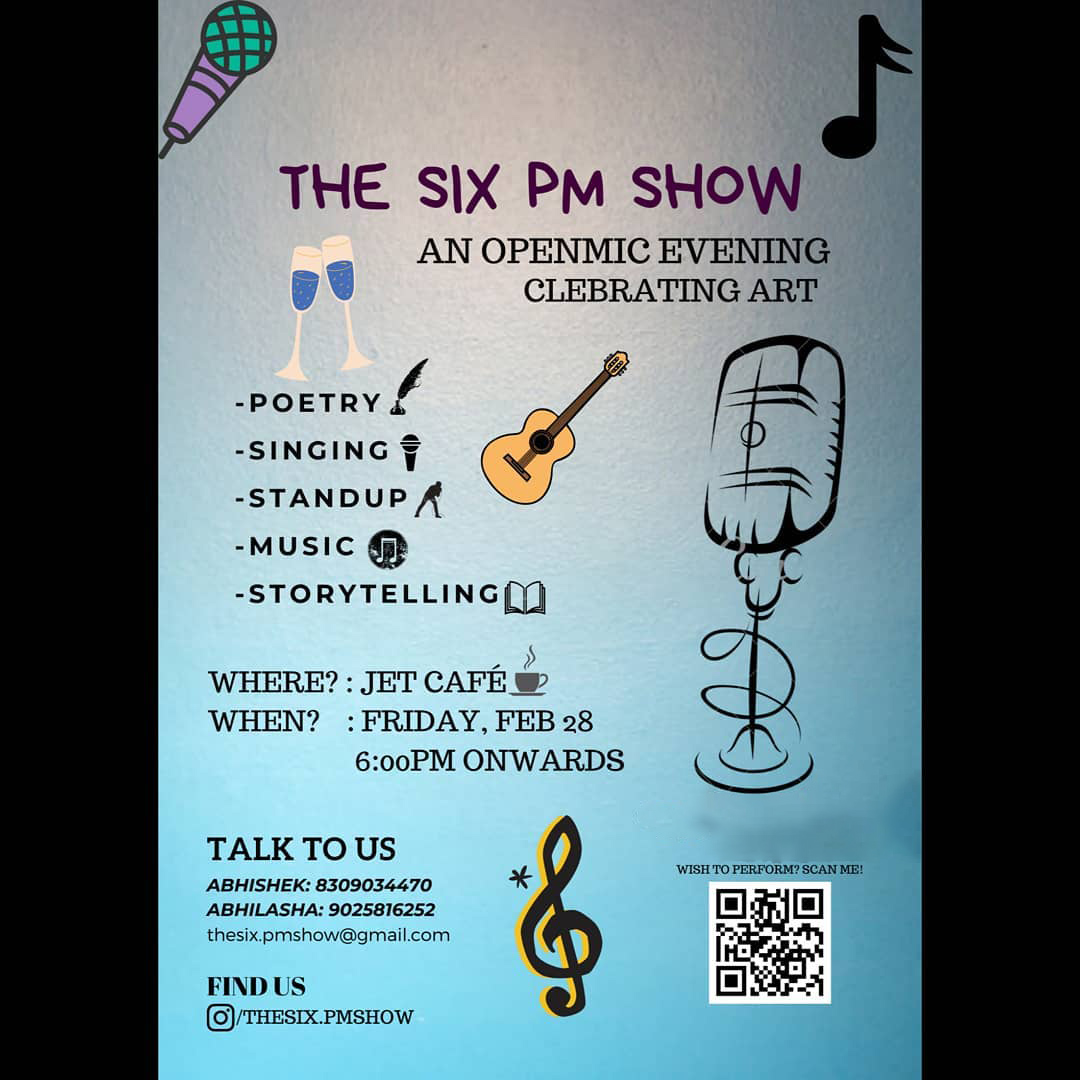 THE SIX PM SHOW
AN OPENMIC EVENING
CLEBRATING ART
-POETRY
-SINGING
-STANDUP
-MUSIC
-STORYTELLING
WHERE? : JET CAFÉ
WHEN? : FRIDAY, FEB 28
6:00PM ONWARDS
TALK TO US
ABHISHEK: 8309034470
ABHILASHA: 9025816252
thesix.pmshow@gmail.com
FIND US
/THESIX.PMSHOW
WISH TO PERFORM? SCAN ME!